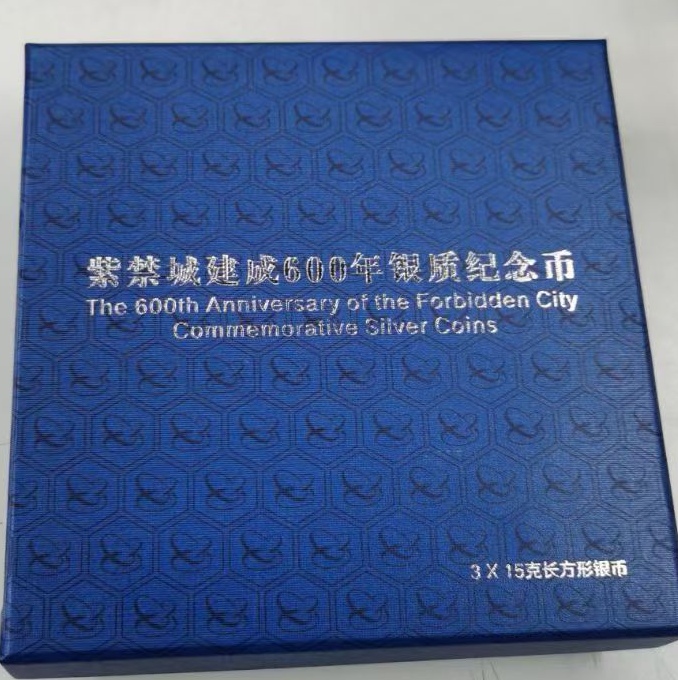 紫禁城建成600年银质纪念币
The 600th Anniversary of the Forbidden City
Commemorative Silver Coins
3 X 15克长方形银币